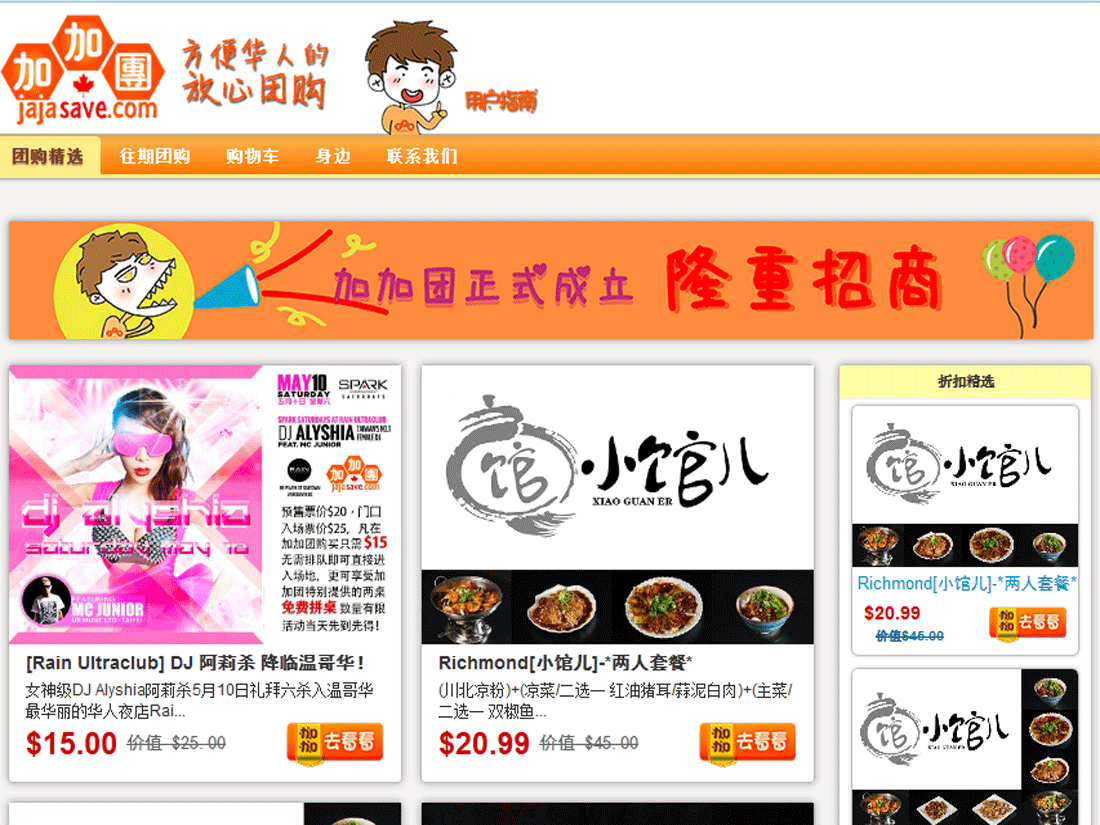 加加團
jajasave.com
方便华人的
放心团购
用户指南
团购精选 往期团购 购物车 身边 联系我们
加加团正式成立 隆重招商
MAY10
SATURDAY
SPARK
SATURDAYS
五月十日 星期六
SPARK SATURDAYS AT RAIN ULTRACLUB
DJ ALYSHIA TAIWAN'S NO.1 FEMALE DJ
FEAT. MC JUNIOR
RAIN
加加團
jajasave.com
预售票价$20，门口
入场票价$25，凡在
加加团购买只需$15
无需排队即可直接进
入场地，更可享受加
加团特别提供的两桌
免费拼桌 数量有限
活动当天先到先得！
dj alyshia
saturday may 10
FEATURING
MC JUNIOR
UR MUSIC LTD-TAIPEI
[Rain Ultraclub] DJ 阿莉杀 降临温哥华！
女神级DJ Alyshia阿莉杀5月10日礼拜六杀入温哥华
最华丽的华人夜店Rai...
$15.00 价值 $25.00
加加 去看看
馆 小馆儿
XIAO GUAN ER
Richmond[小馆儿]-*两人套餐*
(川北凉粉)+(凉菜/二选一 红油猪耳/蒜泥白肉)+(主菜/
二选一 双椒鱼...
$20.99 价值 $45.00
加加 去看看
折扣精选
馆 小馆儿
XIAO GUAN ER
Richmond[小馆儿]-*两人套餐*
$20.99
价值$45.00
加加 去看看
馆 小馆儿
XIAO GUAN ER